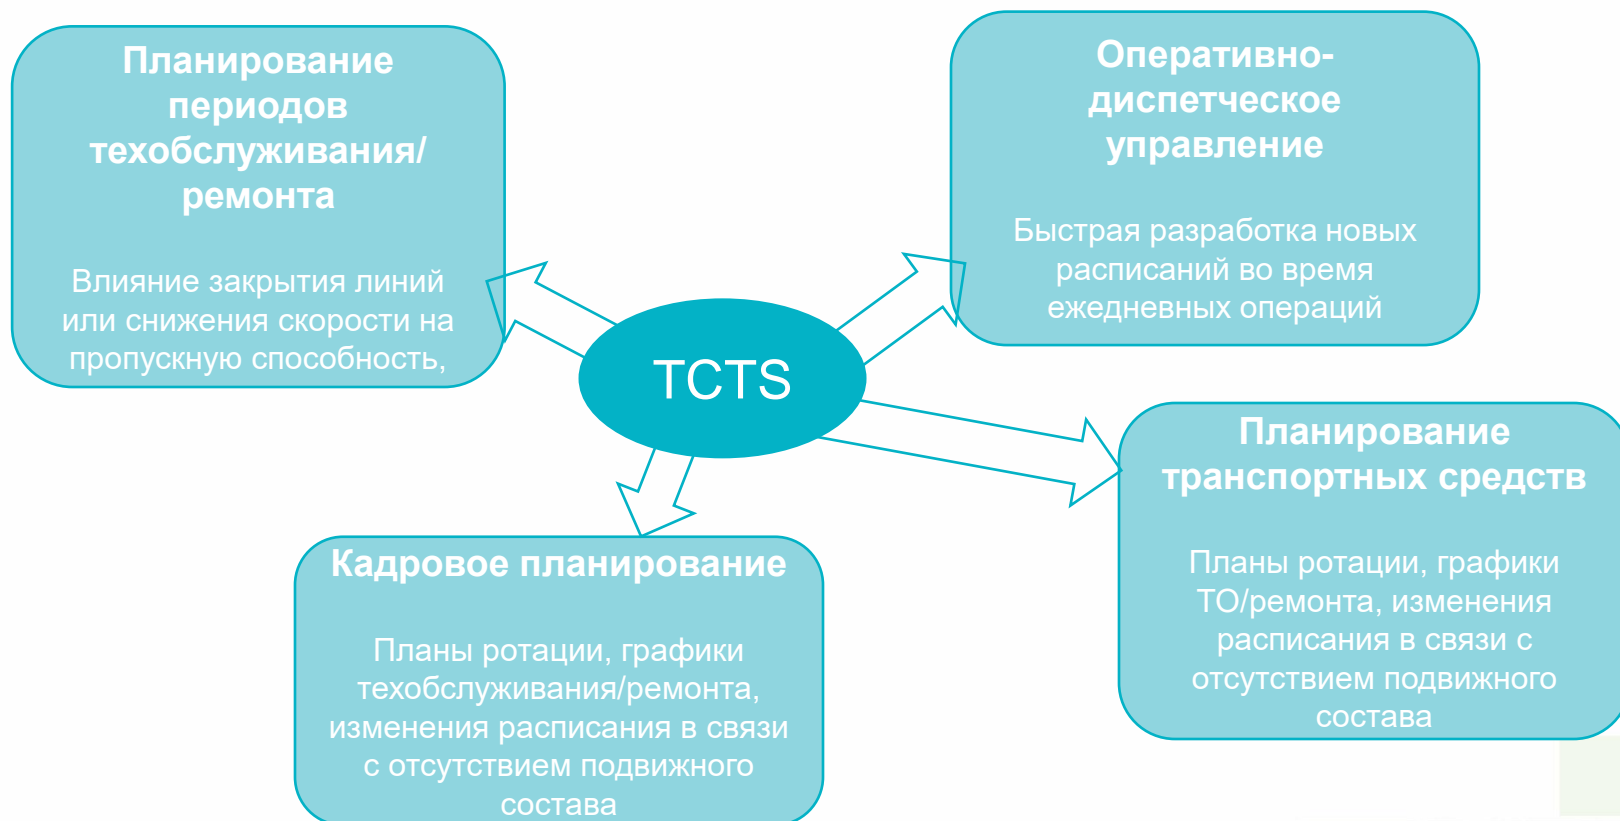 Планирование
периодов
техобслуживания/
ремонта
Влияние закрытия линий
или снижения скорости на
пропускную способность,
Оперативно-
диспетческое
управление
Быстрая разработка новых
расписаний во время
ежедневных операций
TCTS
Планирование
транспортных средств
Планы ротации, графики
ТО/ремонта, изменения
расписания в связи с
отсутствием подвижного
состава
Кадровое планирование
Планы ротации, графики
техобслуживания/ремонта,
изменения расписания в связи
с отсутствием подвижного
состава